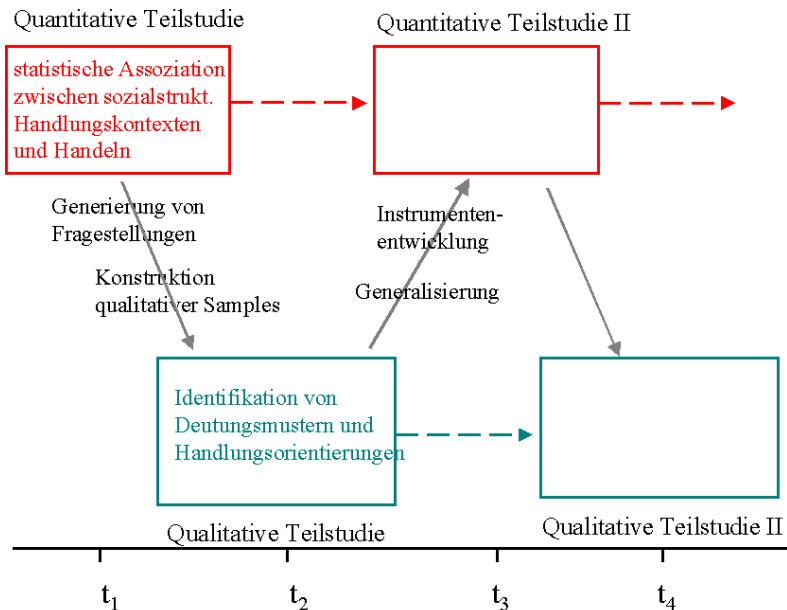 Quantitative Teilstudie
Quantitative Teilstudie II
statistische Assoziation
zwischen sozialstrukt.
Handlungskontexten
und Handeln
Generierung von
Fragestellungen
Konstruktion
qualitativer Samples
Instrumenten-
entwicklung
Generalisierung
Identifikation von
Deutungsmustern und
Handlungsorientierungen
Qualitative Teilstudie
Qualitative Teilstudie II
t1
t2
t3
t4